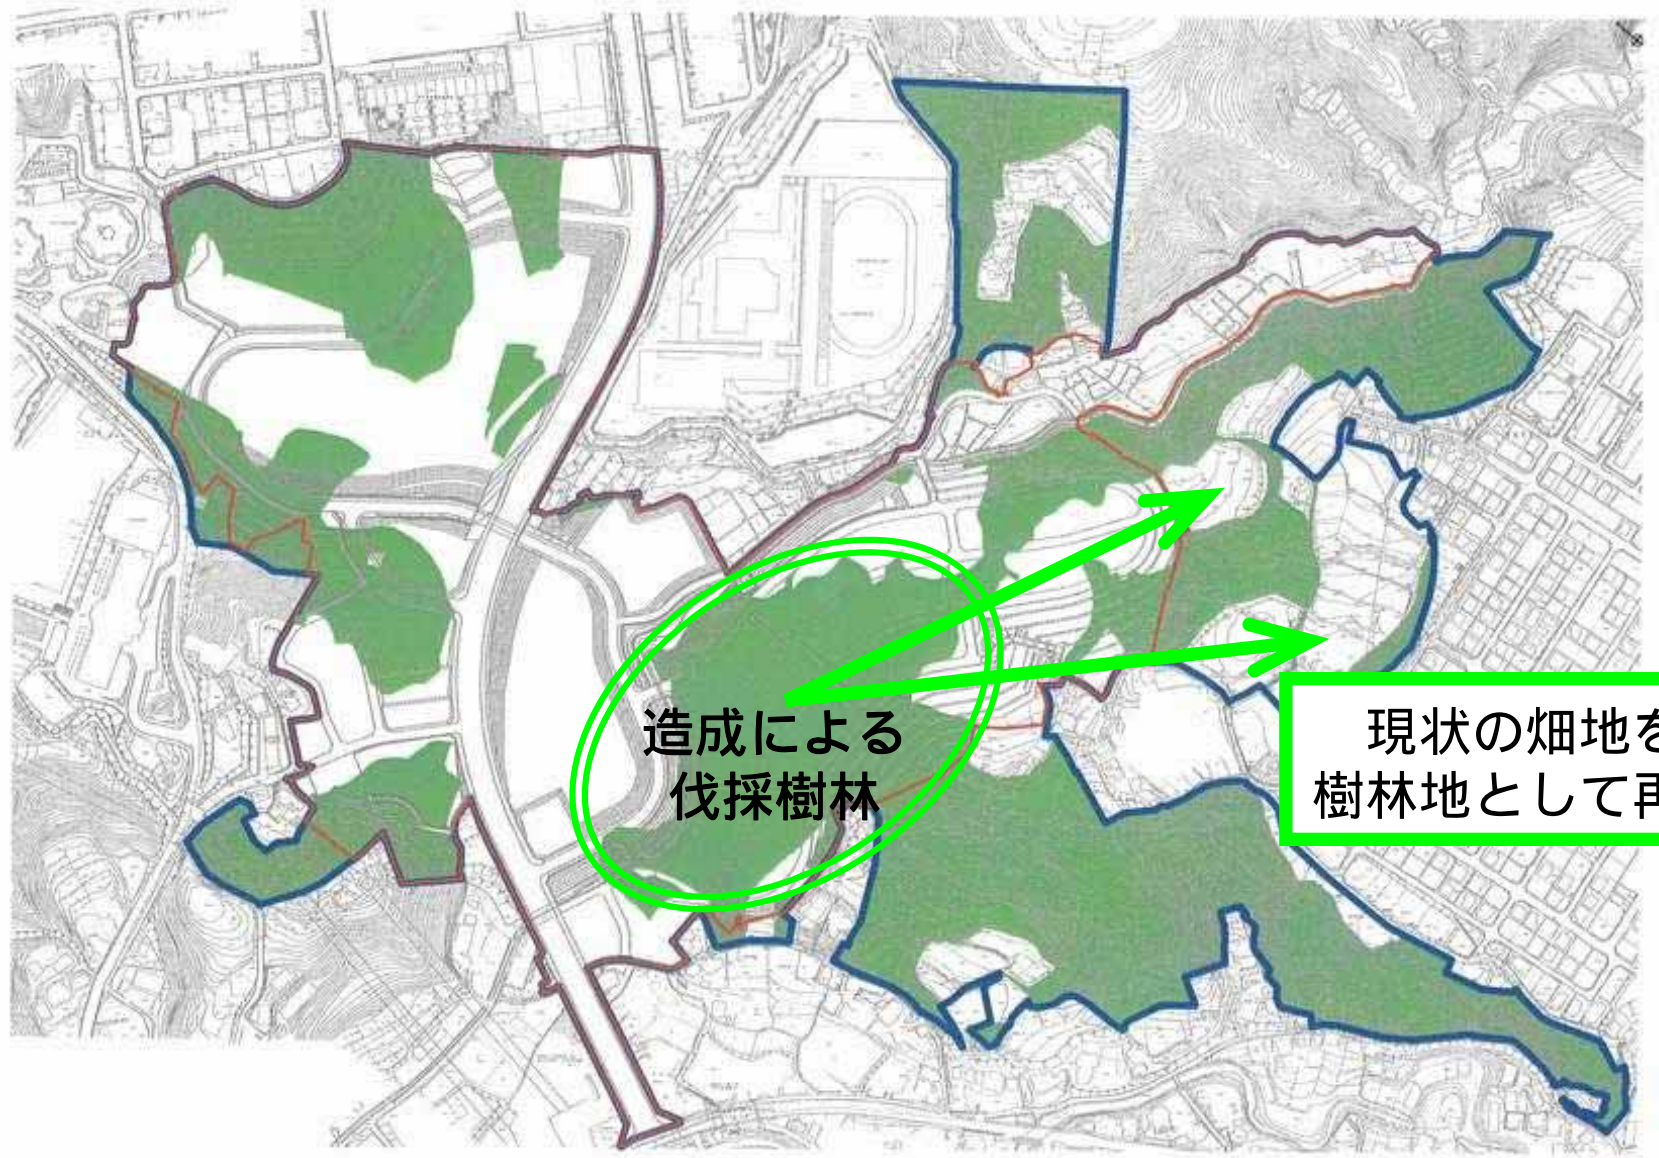 造成による
伐採樹林
現状の畑地を
樹林地として再